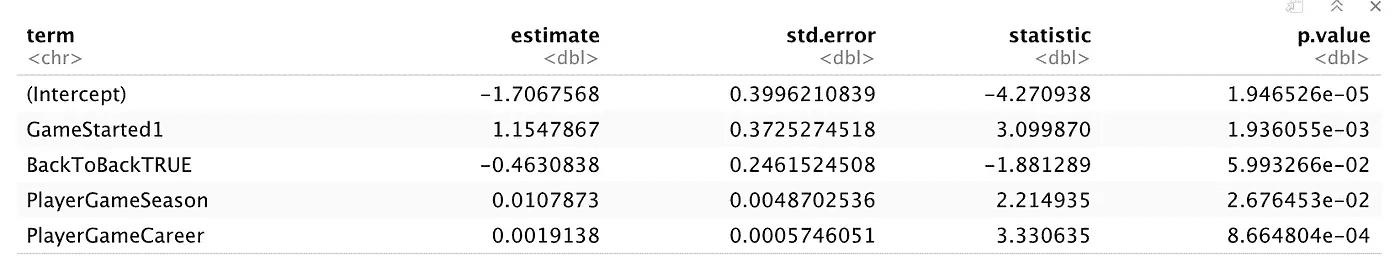 term estimate std.error statistic p.value
<chr> <dbl> <dbl> <dbl> <dbl>
(Intercept) -1.7067568 0.3996210839 -4.270938 1.946526e-05
GameStarted1 1.1547867 0.3725274518 3.099870 1.936055e-03
BackToBackTRUE -0.4630838 0.2461524508 -1.881289 5.993266e-02
PlayerGameSeason 0.0107873 0.0048702536 2.214935 2.676453e-02
PlayerGameCareer 0.0019138 0.0005746051 3.330635 8.664804e-04